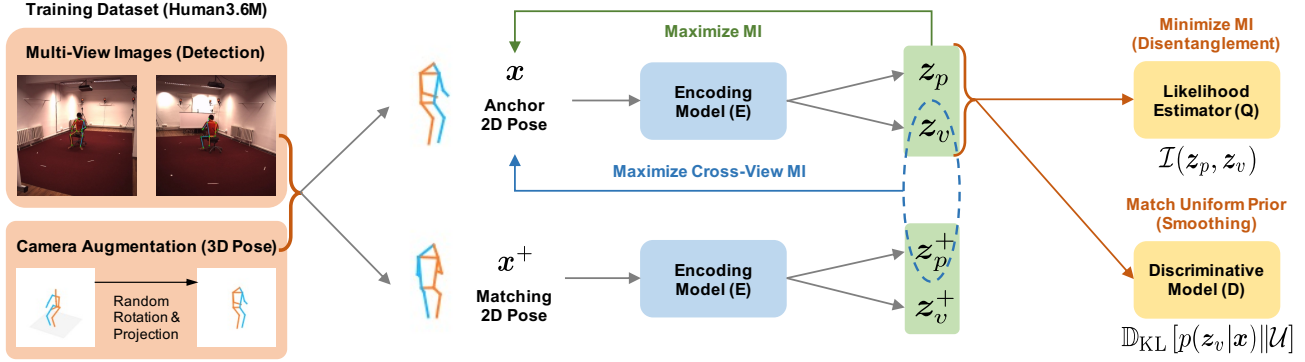 Training Dataset (Human3.6M)
Multi-View Images (Detection)
Camera Augmentation (3D Pose)
Random
Rotation &
Projection
Maximize MI
x
Anchor
2D Pose
Encoding
Model (E)
z_p
z_v
Maximize Cross-View MI
x^+
Matching
2D Pose
Encoding
Model (E)
z_p^+
z_v^+
Minimize MI
(Disentanglement)
Likelihood
Estimator (Q)
I(z_p, z_v)
Match Uniform Prior
(Smoothing)
Discriminative
Model (D)
𝔻_KL [p(z_v|x)‖𝒰]